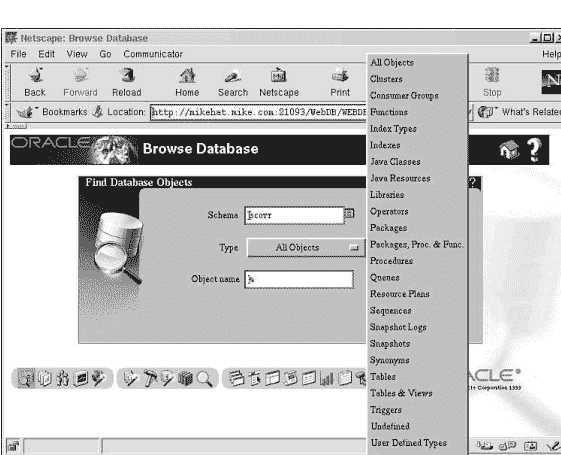 Netscape: Browse Database
File Edit View Go Communicator Help
Back Forward Reload Home Search Netscape Print Stop N
Bookmarks Location: http://mikehat.mike.com:21093/WebDB/WEBDB What's Related
ORACLE Browse Database ?
Find Database Objects ?
Schema scott
Type All Objects
Object name %
All Objects
Clusters
Consumer Groups
Functions
Index Types
Indexes
Java Classes
Java Resources
Libraries
Operators
Packages
Packages, Proc. & Func.
Procedures
Queues
Resource Plans
Sequences
Snapshot Logs
Snapshots
Synonyms
Tables
Tables & Views
Triggers
Undefined
User Defined Types
Corporation 1999